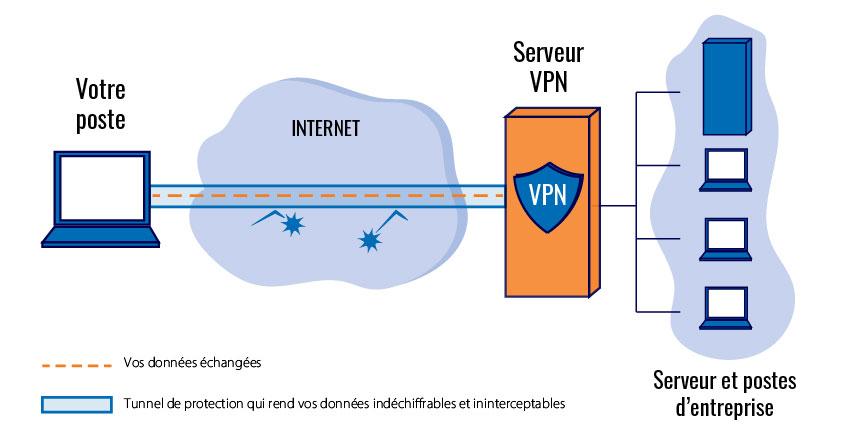 Votre
poste
INTERNET
Serveur
VPN
VPN
Serveur et postes
d'entreprise
Vos données échangées
Tunnel de protection qui rend vos données indéchiffrables et ininterceptables